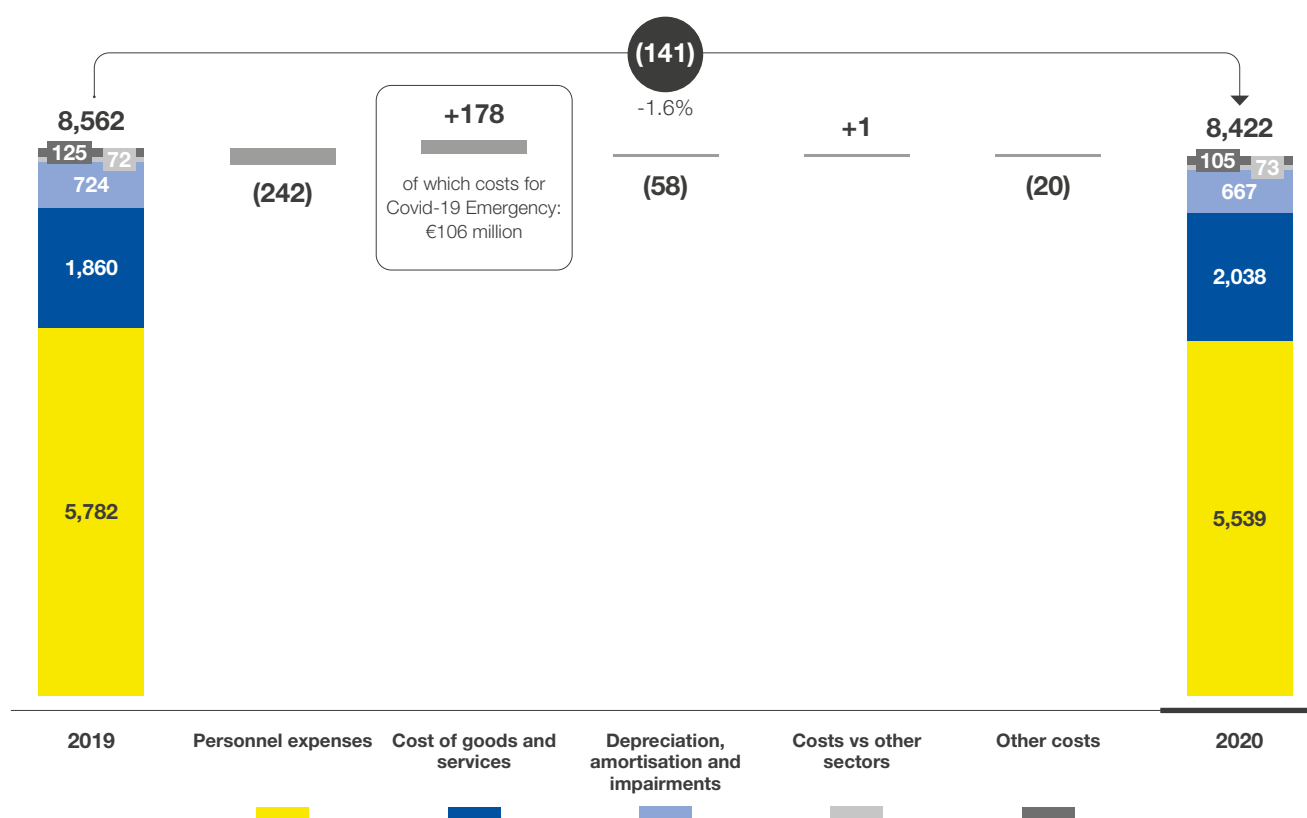 (141)
-1.6%
8,562
125
72
724
1,860
5,782
(242)
+178
of which costs for
Covid-19 Emergency:
€106 million
(58)
+1
(20)
8,422
105
73
667
2,038
5,539
2019
Personnel expenses
Cost of goods and
services
Depreciation,
amortisation and
impairments
Costs vs other
sectors
Other costs
2020